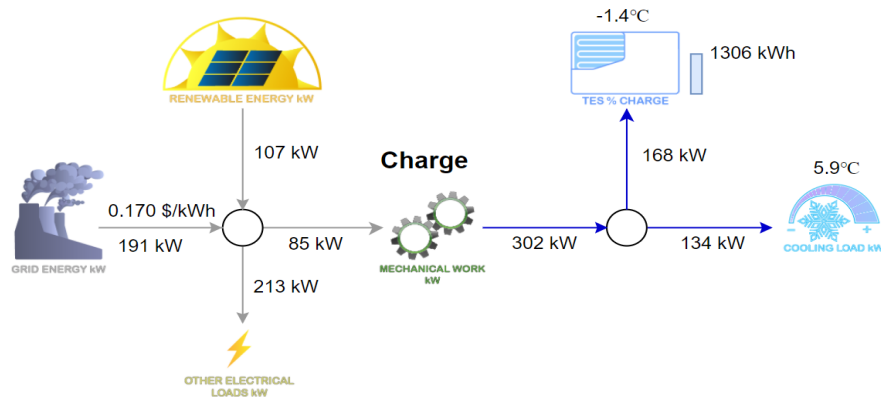 -1.4℃
1306 kWh
RENEWABLE ENERGY kW
TES % CHARGE
107 kW
Charge
168 kW
5.9℃
0.170 $/kWh
191 kW
85 kW
302 kW
134 kW
GRID ENERGY kW
MECHANICAL WORK
kW
- +
COOLING LOAD kW
213 kW
OTHER ELECTRICAL
LOADS kW